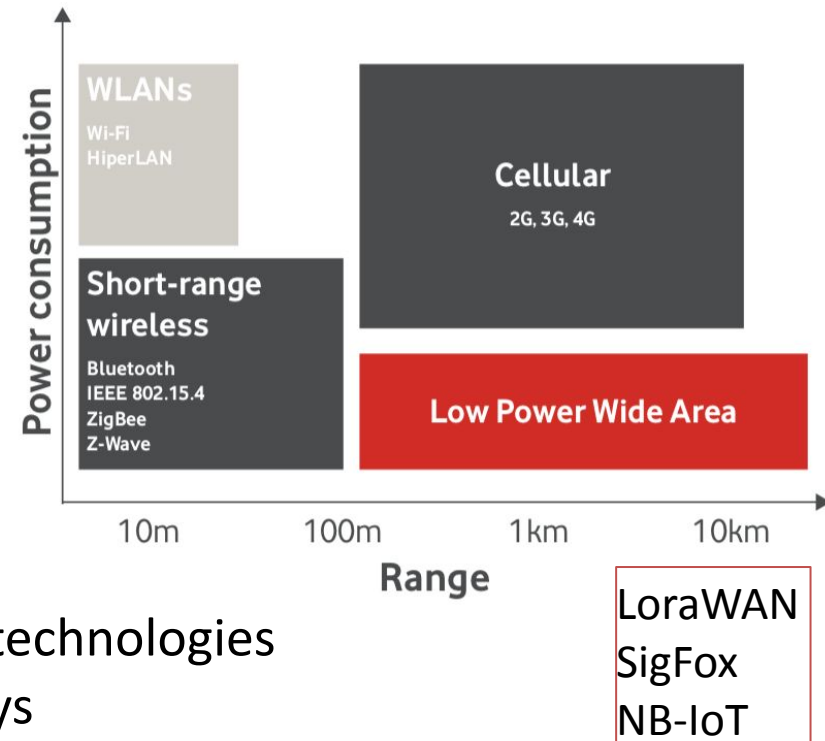 Power consumption
WLANs
Wi-Fi
HiperLAN
Cellular
2G, 3G, 4G
Short-range
wireless
Bluetooth
IEEE 802.15.4
ZigBee
Z-Wave
Low Power Wide Area
10m 100m 1km 10km
Range
technologies
ys
LoraWAN
SigFox
NB-IoT